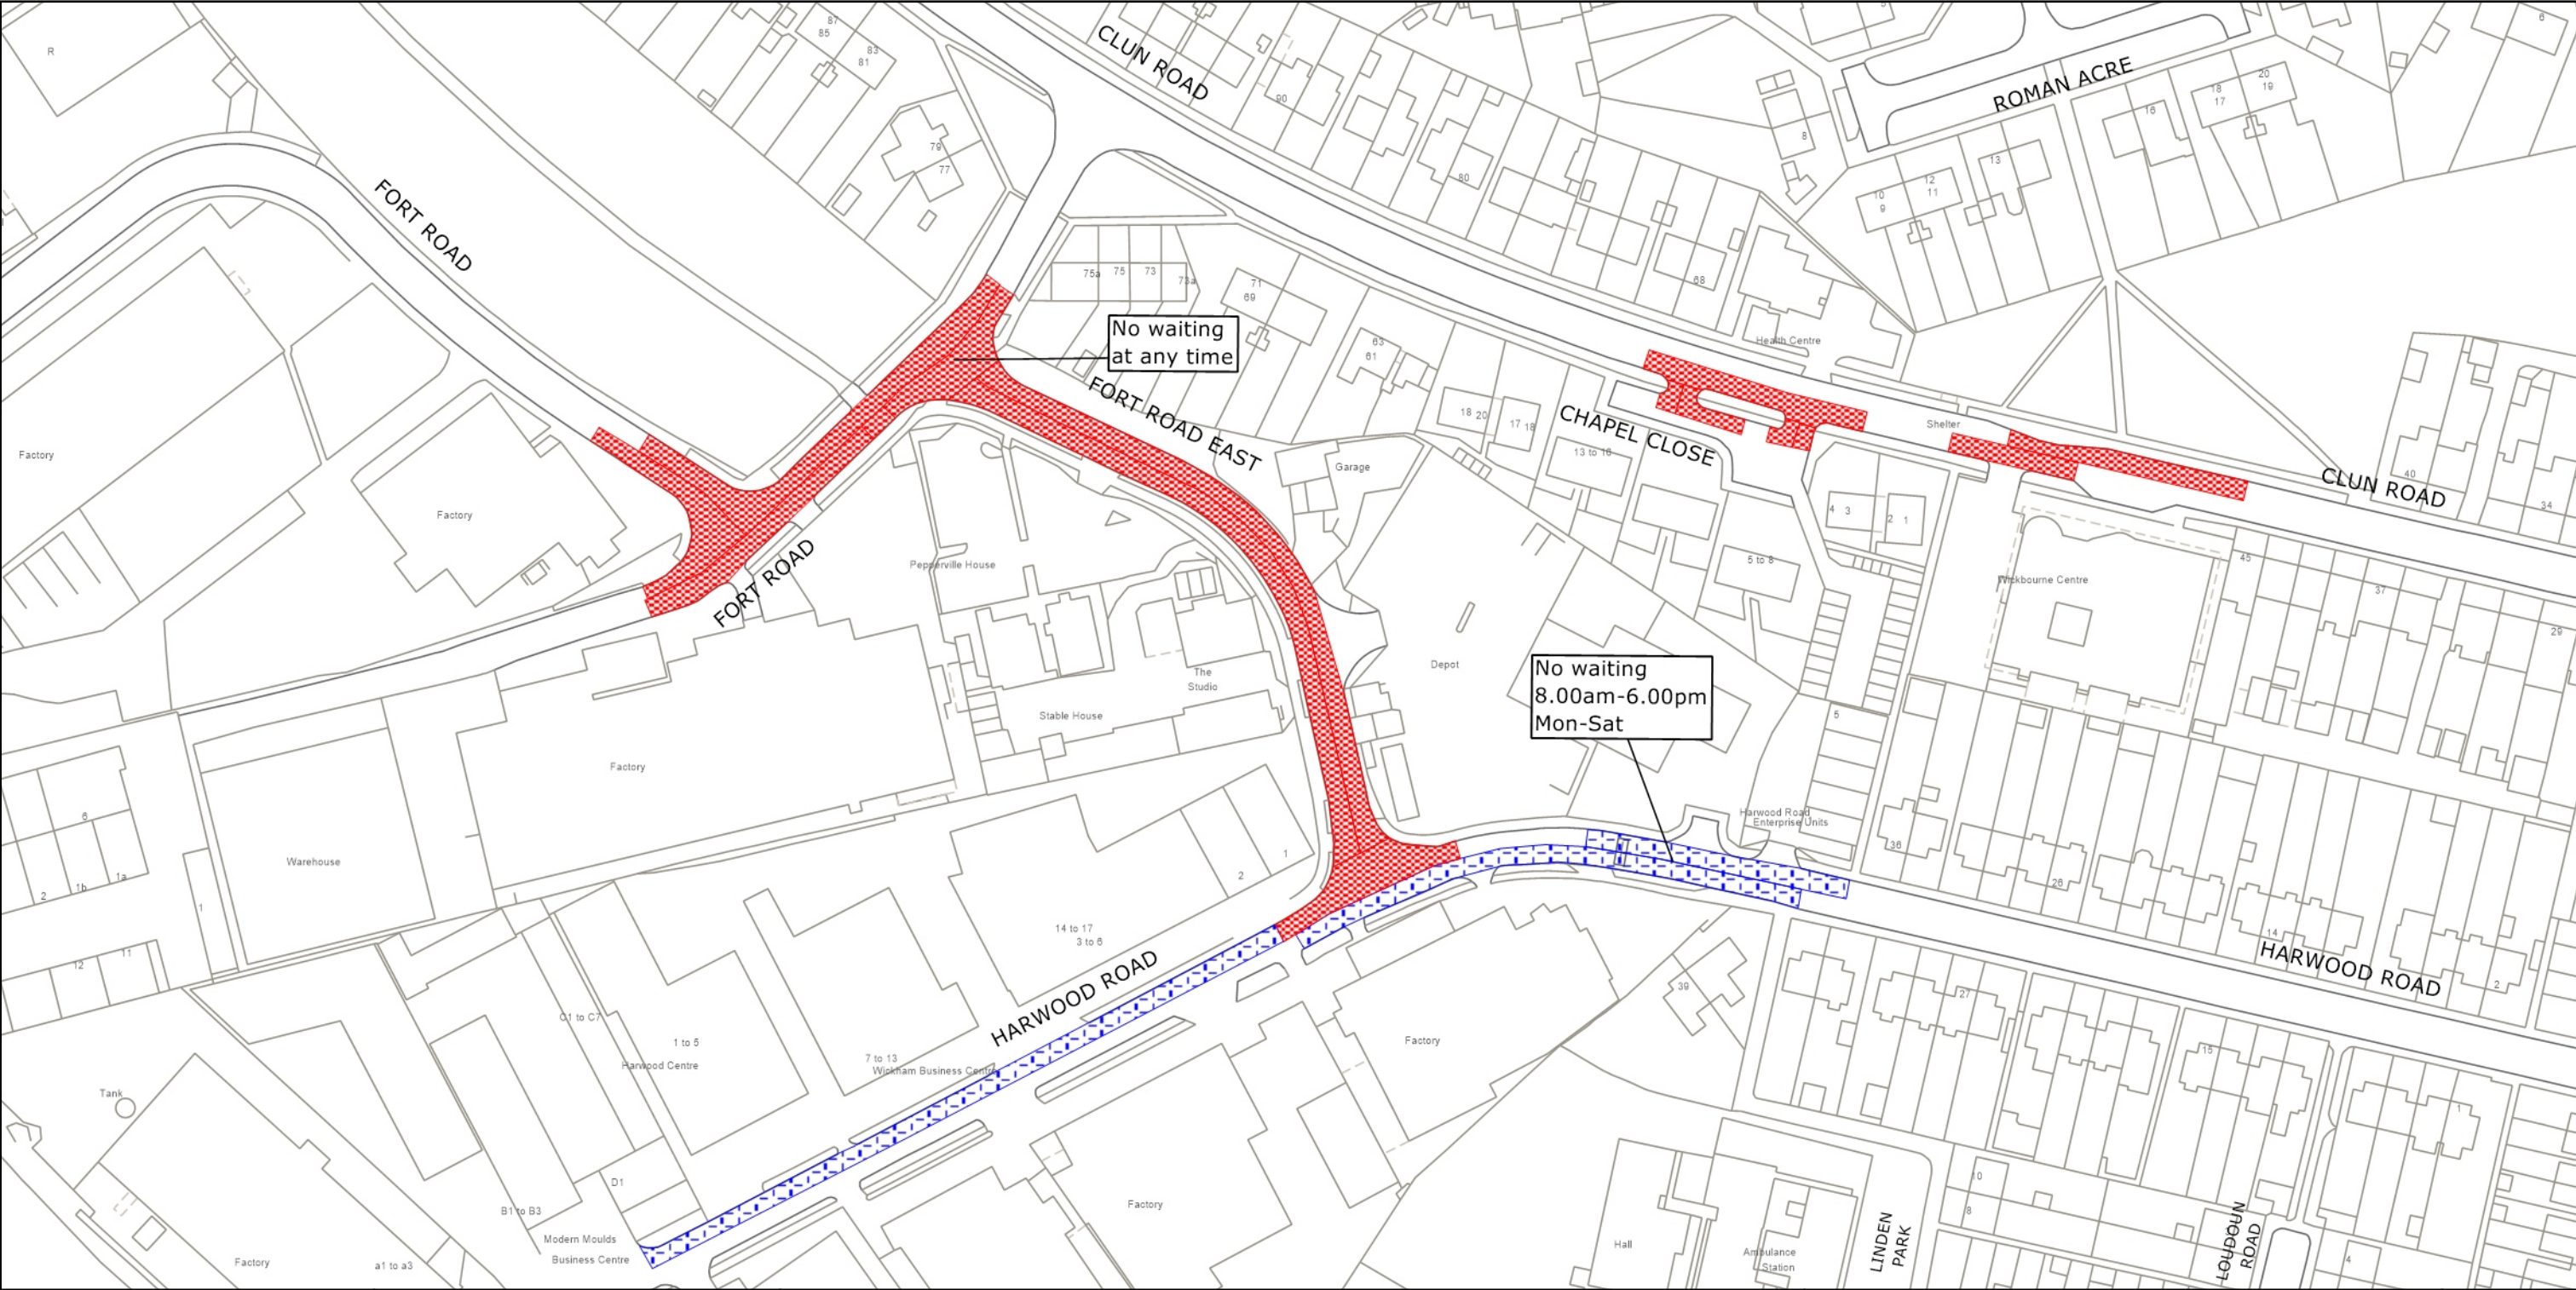 R
87
85
83
81
CLUN ROAD
90
5
6
ROMAN ACRE
20
19
18
17
16
8
79
77
80
13
12
11
10
9
FORT ROAD
75a
75
73
73a
71
69
68
Health Centre
No waiting
at any time
63
61
FORT ROAD EAST
18 20
17 18
CHAPEL CLOSE
Shelter
Factory
Garage
13 to 16
40
CLUN ROAD
34
Factory
4 3
2 1
FORT ROAD
Pepperville House
5 to 8
Wickbourne Centre
45
37
29
Depot
The
Studio
Stable House
No waiting
8.00am-6.00pm
Mon-Sat
5
Factory
6
Harwood Road
Enterprise Units
Warehouse
1
2
36
26
2
1b
1a
1
14 to 17
3 to 6
14
HARWOOD ROAD
2
12
11
HARWOOD ROAD
39
27
C1 to C7
1 to 5
Harwood Centre
7 to 13
Wickham Business Centre
Factory
15
Tank
1
D1
10
8
B1 to B3
Factory
Modern Moulds
Business Centre
Factory
a1 to a3
Hall
Ambulance
Station
LINDEN
PARK
LOUDOUN
ROAD
4